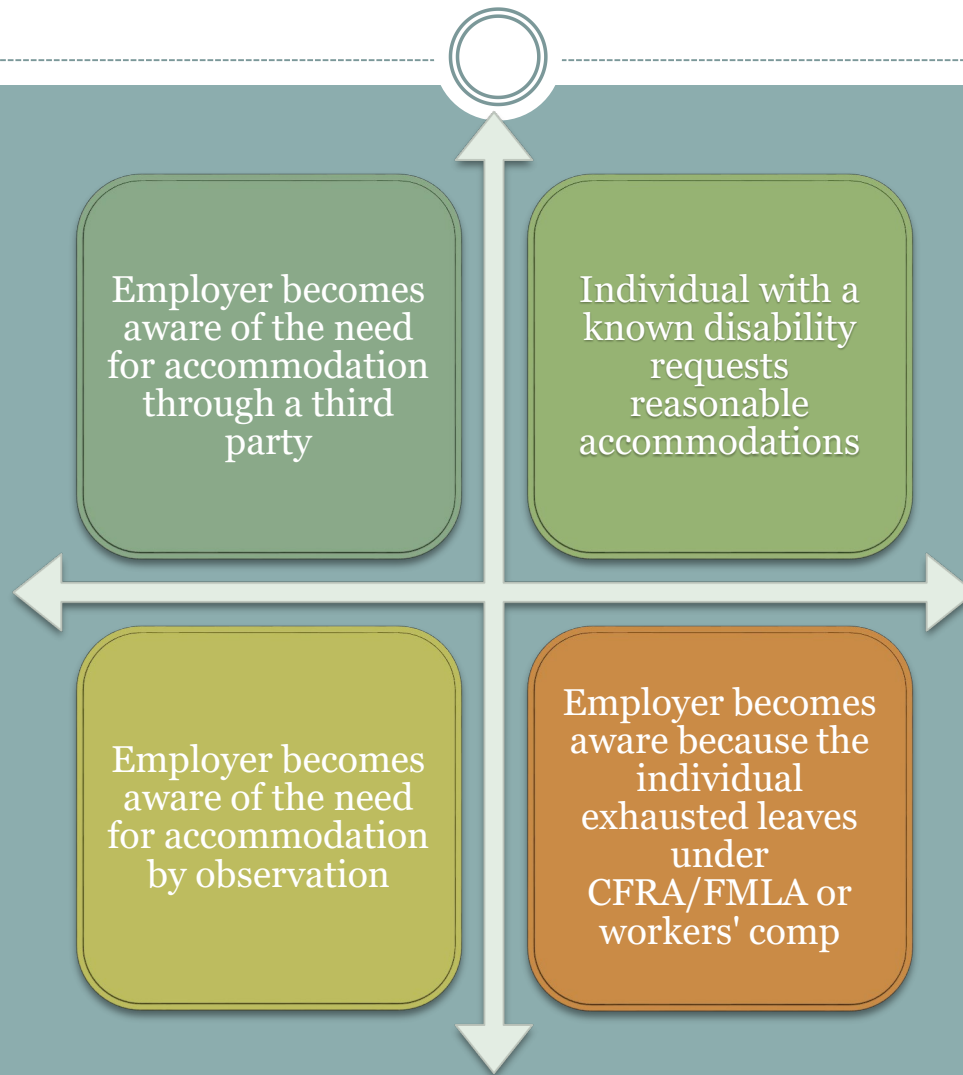 Employer becomes
aware of the need
for accommodation
through a third
party
Individual with a
known disability
requests
reasonable
accommodations
Employer becomes
aware of the need
for accommodation
by observation
Employer becomes
aware because the
individual
exhausted leaves
under
CFRA/FMLA or
workers' comp